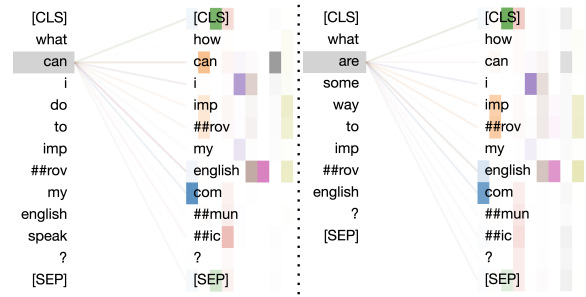 [CLS]
what
can
i
do
to
imp
##rov
my
english
speak
?
[SEP]
[CLS]
how
can
i
imp
##rov
my
english
com
##mun
##ic
?
[SEP]
[CLS]
what
are
some
way
to
imp
##rov
english
?
[SEP]
[CLS]
how
can
i
imp
##rov
my
english
com
##mun
##ic
?
[SEP]